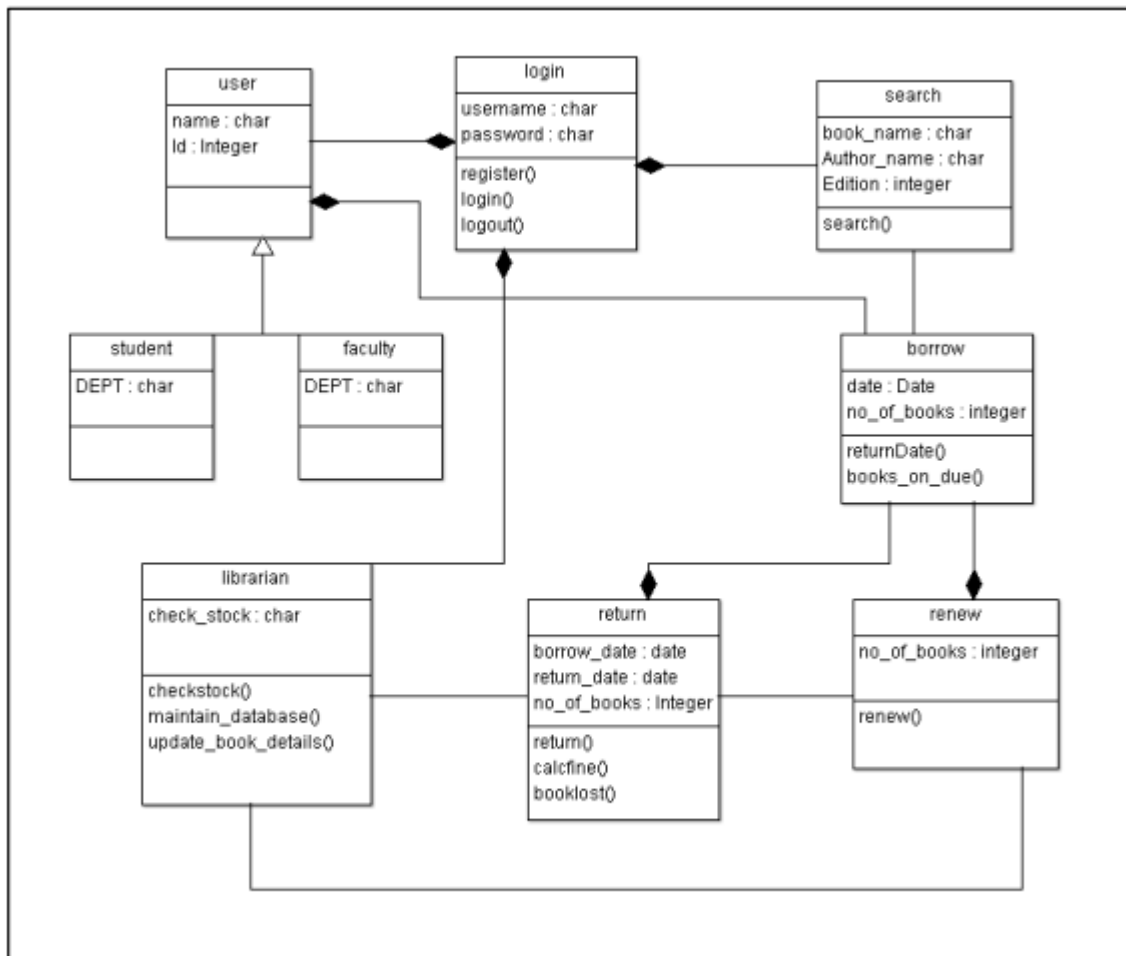 user
name : char
Id : Integer
login
username : char
password : char
register()
login()
logout()
search
book_name : char
Author_name : char
Edition : integer
search()
student
DEPT : char
faculty
DEPT : char
borrow
date : Date
no_of_books : integer
returnDate()
books_on_due()
librarian
check_stock : char
checkstock()
maintain_database()
update_book_details()
return
borrow_date : date
return_date : date
no_of_books : Integer
return()
calcfine()
booklost()
renew
no_of_books : integer
renew()